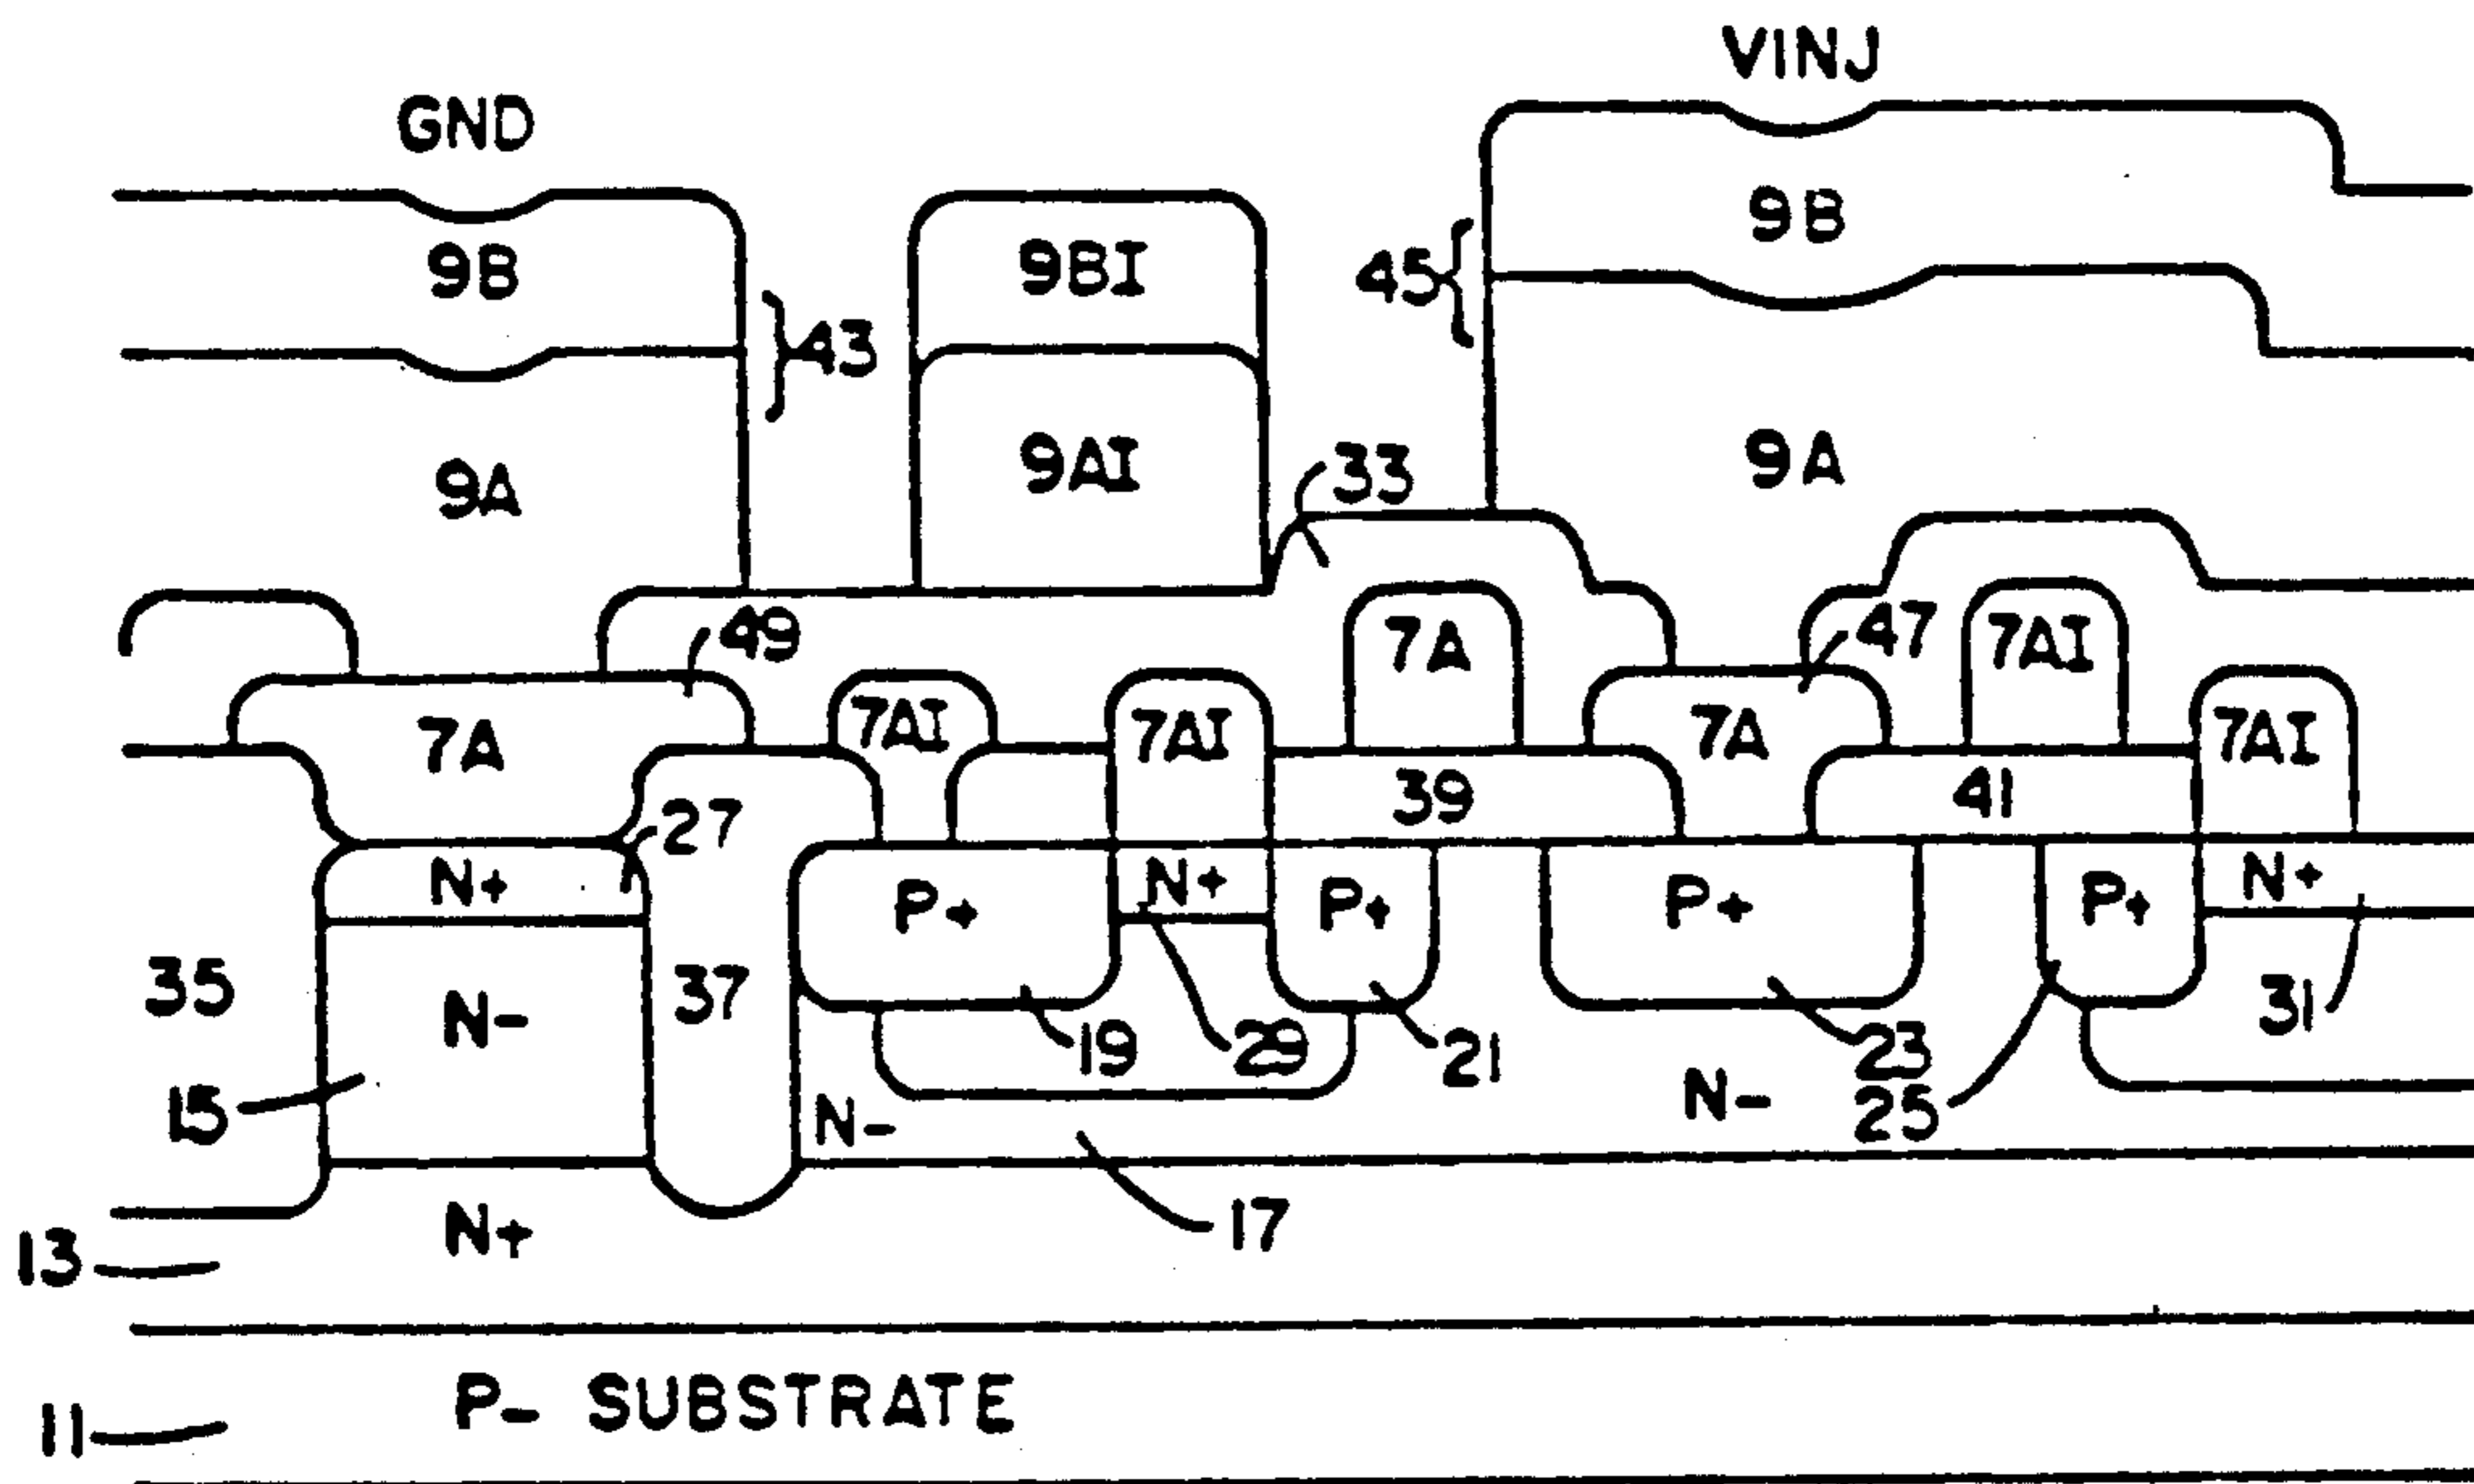 VINJ
GND
9B
9B
9BI
45
43
9A
9AI
33
9A
49
7A
47
7AI
7A
7AI
7AI
7A
7AI
39
41
27
N+
P+
N+
P+
P+
P+
N+
35
N-
37
19
29
21
23
31
15
N-
N-
25
N+
17
13
P- SUBSTRATE
11